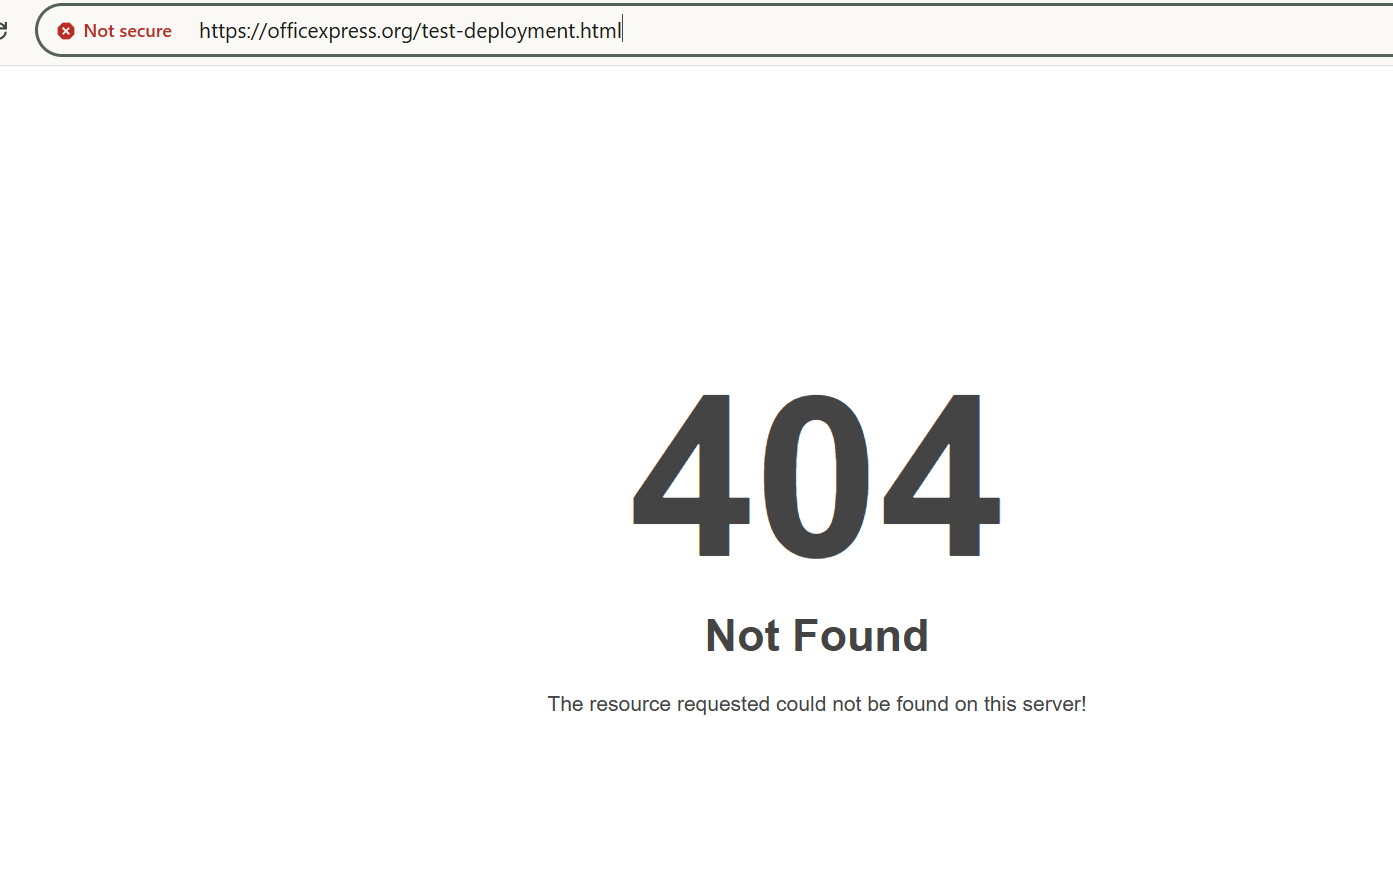 Not secure https://officexpress.org/test-deployment.html
404
Not Found
The resource requested could not be found on this server!